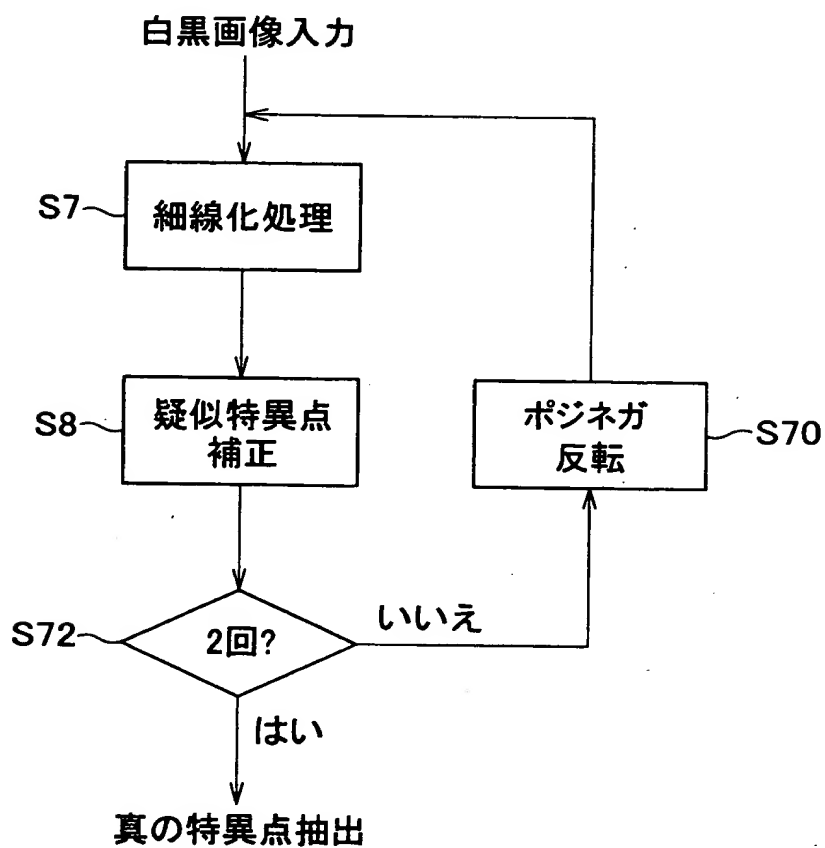 白黒画像入力
S7
細線化処理
S8
疑似特異点
補正
ポジネガ
反転
S70
S72
2回?
いいえ
はい
真の特異点抽出